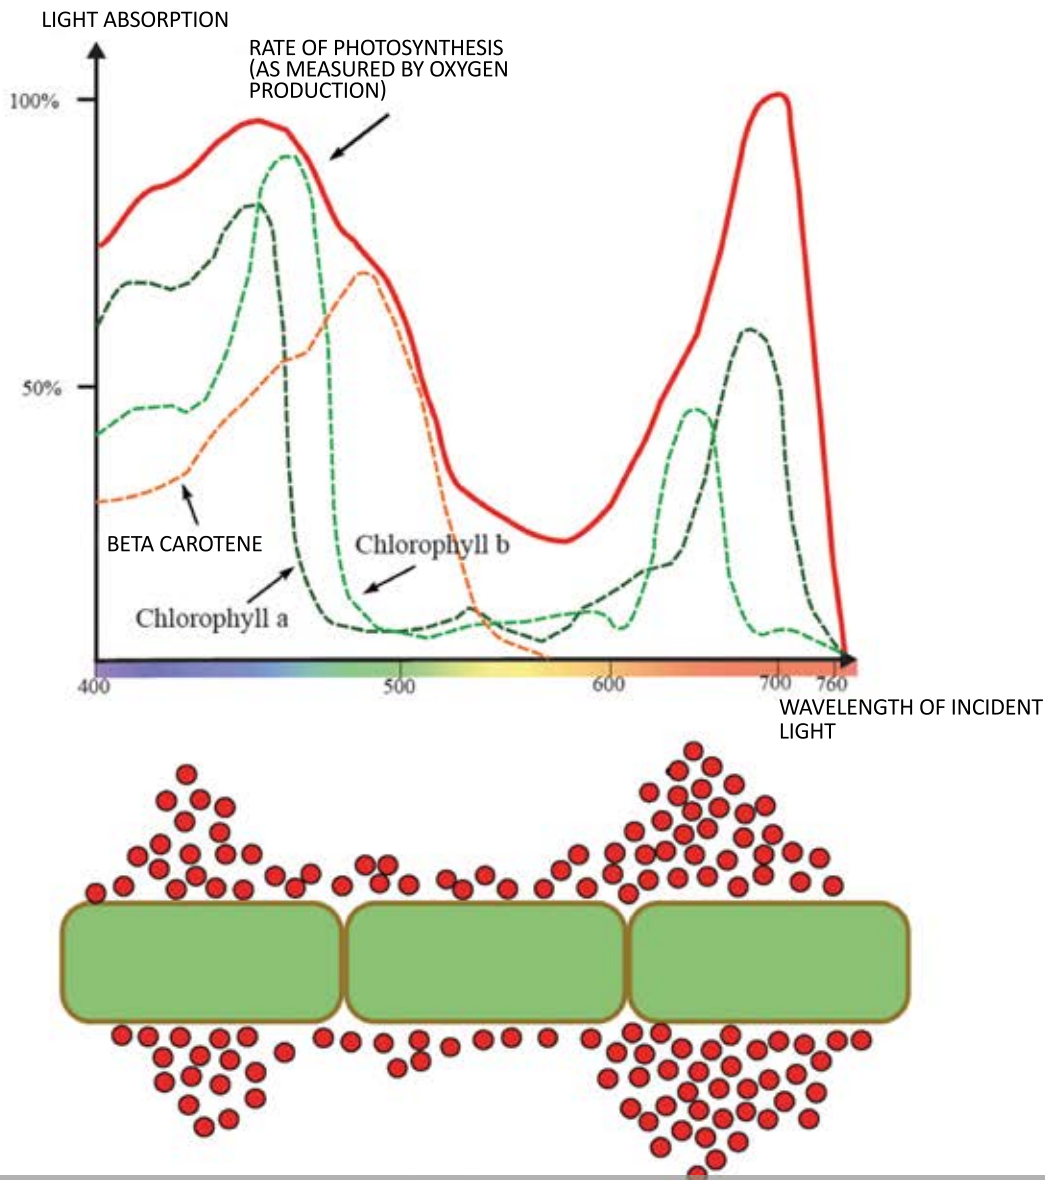 LIGHT ABSORPTION
RATE OF PHOTOSYNTHESIS
(AS MEASURED BY OXYGEN
PRODUCTION)
100%
50%
BETA CAROTENE
Chlorophyll b
Chlorophyll a
400
500
600
700
760
WAVELENGTH OF INCIDENT
LIGHT